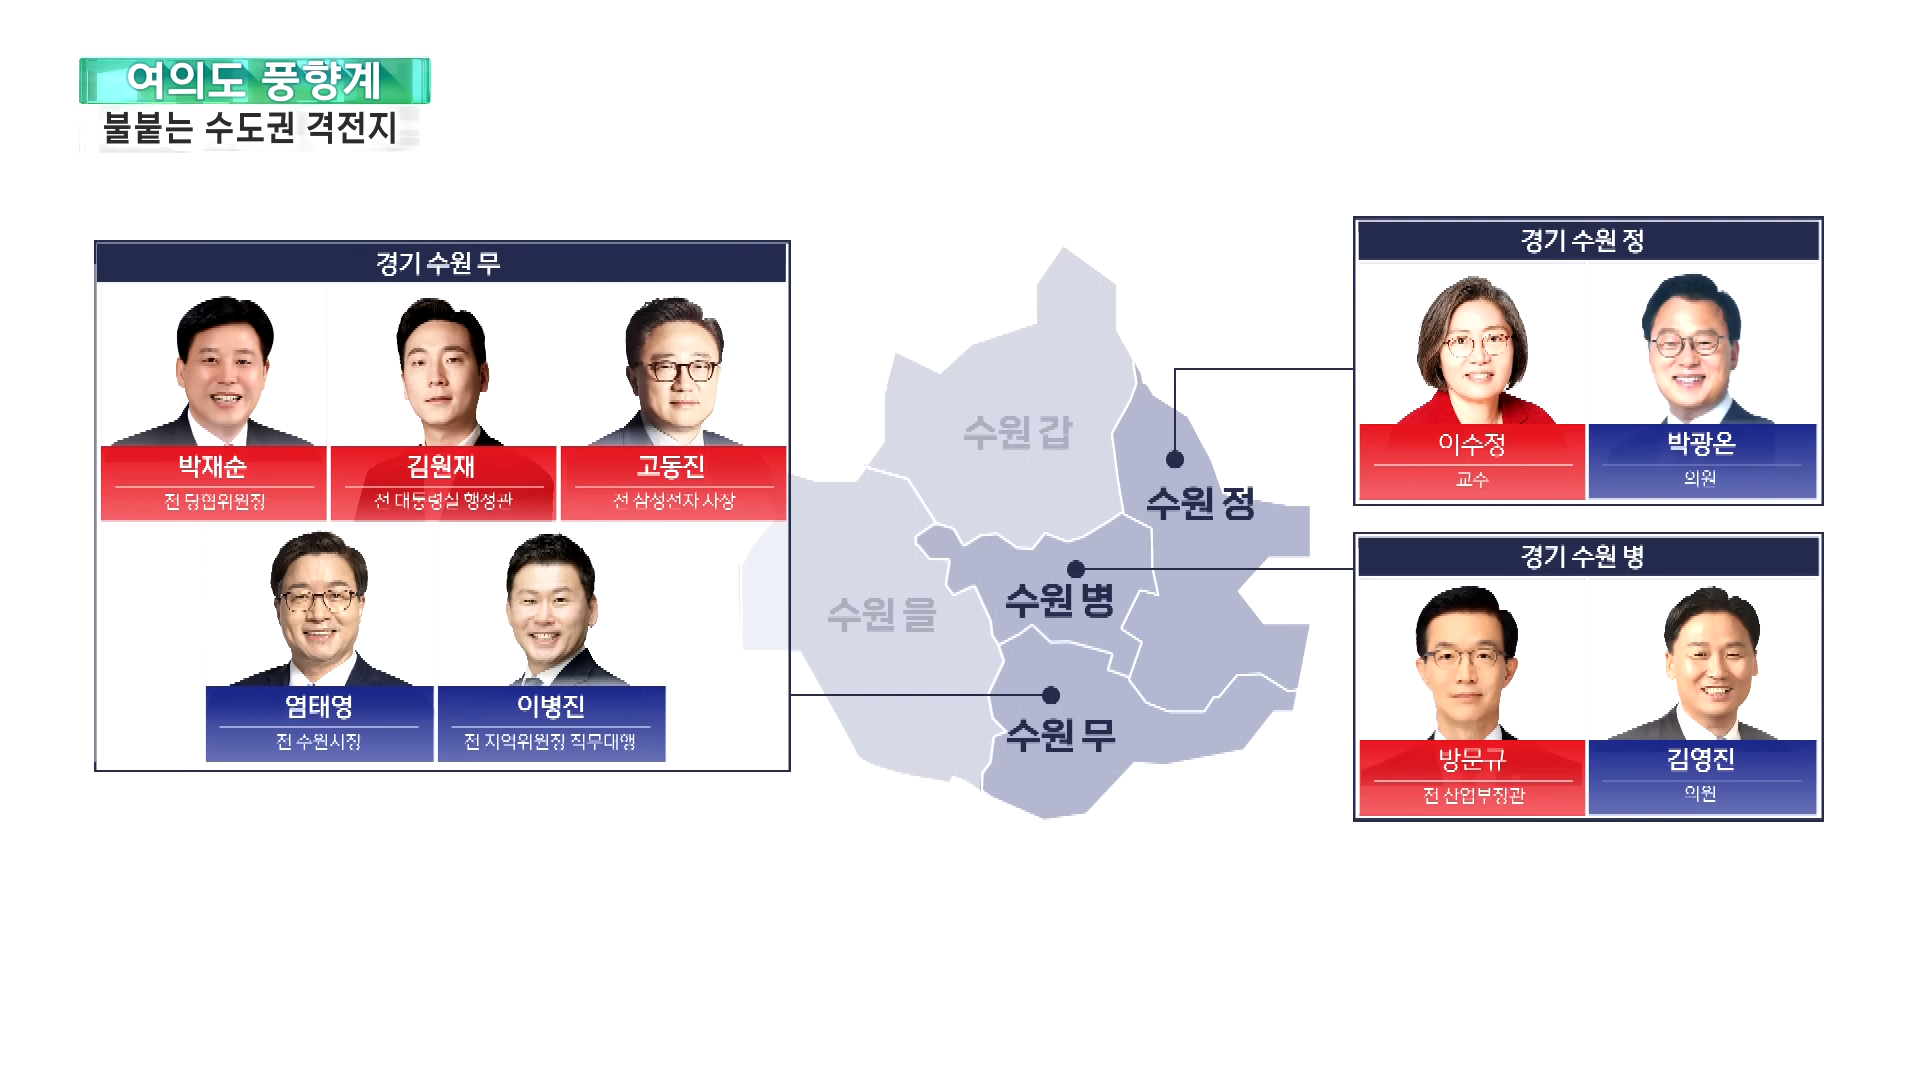 여의도 풍향계
불붙는 수도권 격전지
경기 수원 무
박재순
전 당협위원장
김원재
전 대통령실 행정관
고동진
전 삼성전자 사장
염태영
전 수원시장
이병진
전 지역위원장 직무대행
수원 갑
수원 을
수원 정
수원 병
수원 무
경기 수원 정
이수정
교수
박광온
의원
경기 수원 병
방문규
전 산업부장관
김영진
의원